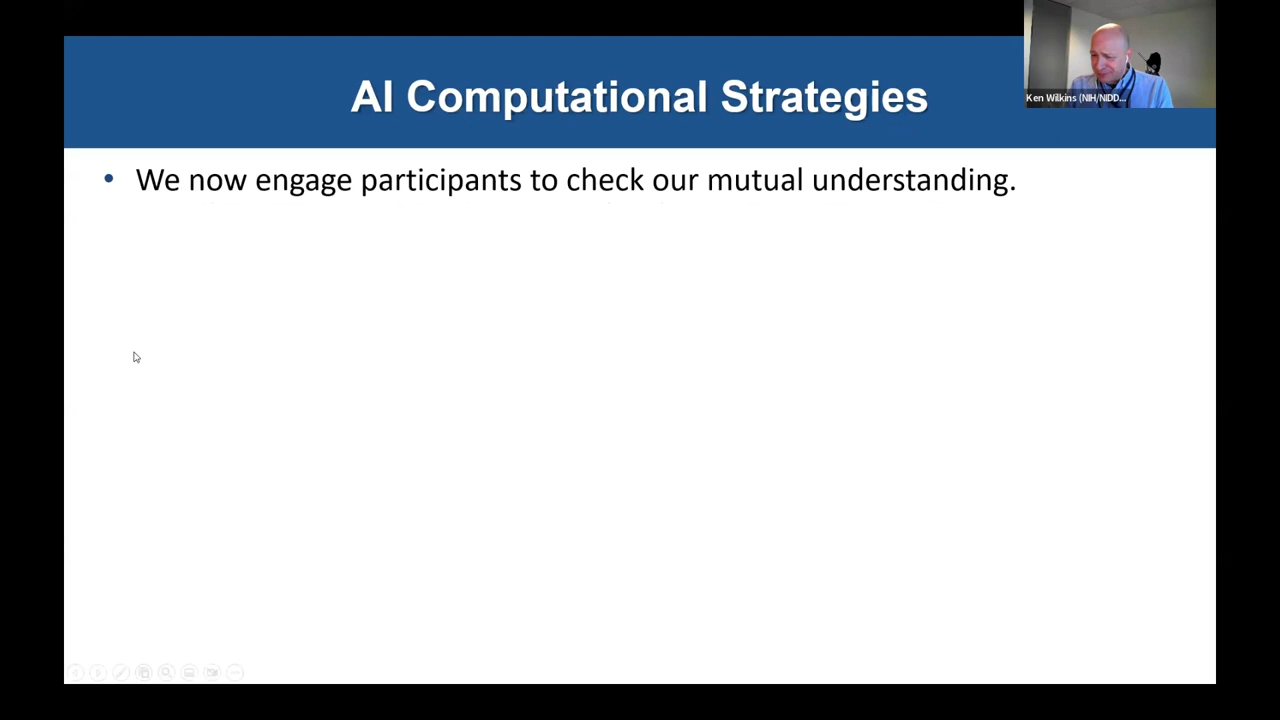 AI Computational Strategies
Ken Wilkins (NIH/NIDD...
• We now engage participants to check our mutual understanding.